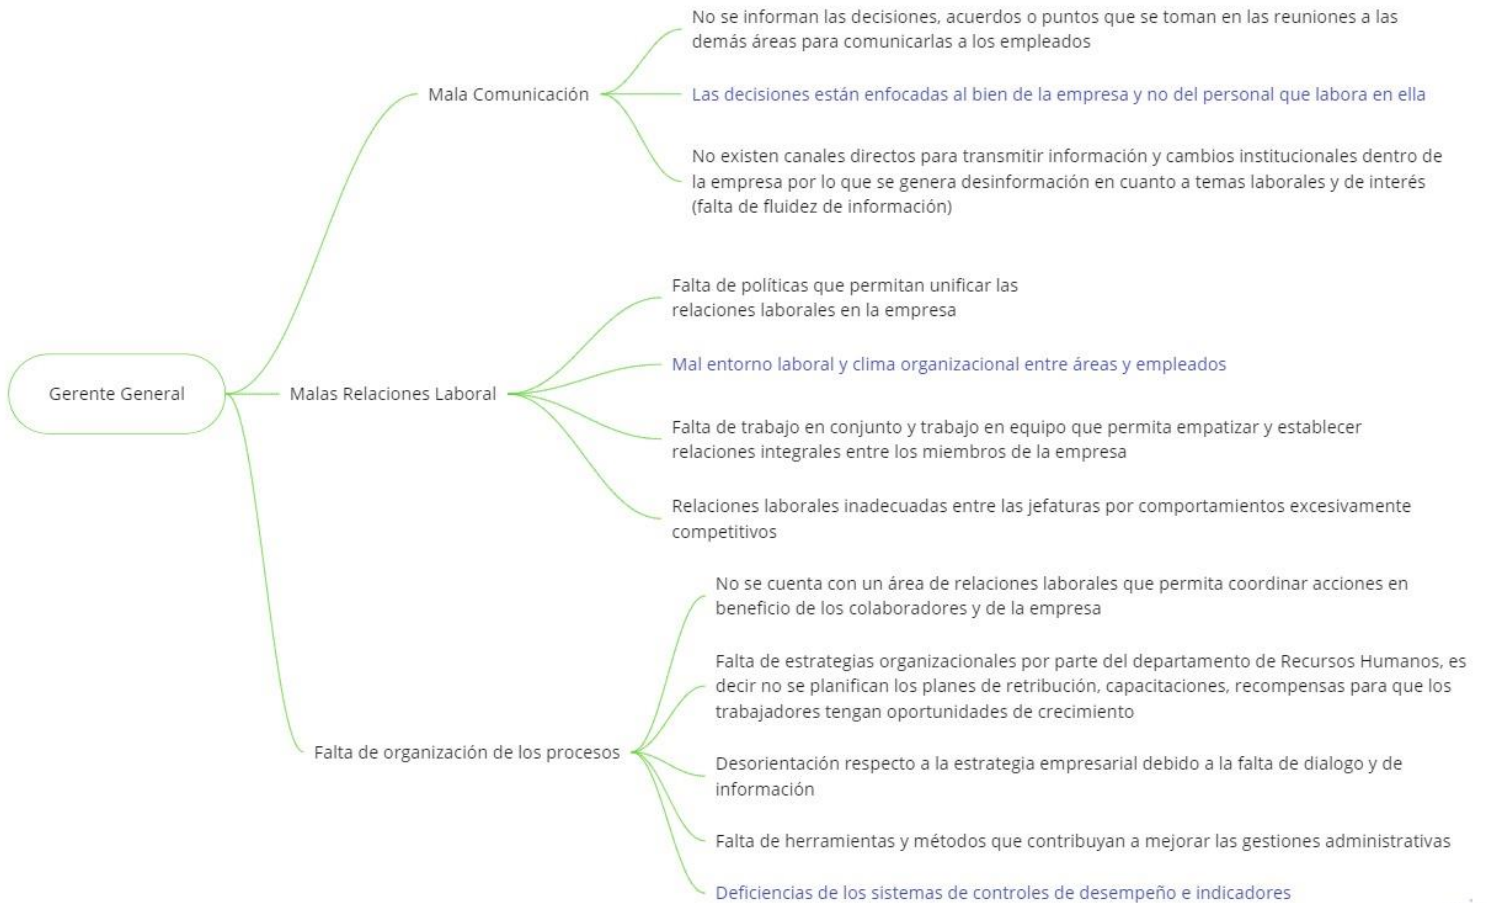 Gerente General
Mala Comunicación
No se informan las decisiones, acuerdos o puntos que se toman en las reuniones a las
demás áreas para comunicarlas a los empleados
Las decisiones están enfocadas al bien de la empresa y no del personal que labora en ella
No existen canales directos para transmitir información y cambios institucionales dentro de
la empresa por lo que se genera desinformación en cuanto a temas laborales y de interés
(falta de fluidez de información)
Malas Relaciones Laboral
Falta de políticas que permitan unificar las
relaciones laborales en la empresa
Mal entorno laboral y clima organizacional entre áreas y empleados
Falta de trabajo en conjunto y trabajo en equipo que permita empatizar y establecer
relaciones integrales entre los miembros de la empresa
Relaciones laborales inadecuadas entre las jefaturas por comportamientos excesivamente
competitivos
Falta de organización de los procesos
No se cuenta con un área de relaciones laborales que permita coordinar acciones en
beneficio de los colaboradores y de la empresa
Falta de estrategias organizacionales por parte del departamento de Recursos Humanos, es
decir no se planifican los planes de retribución, capacitaciones, recompensas para que los
trabajadores tengan oportunidades de crecimiento
Desorientación respecto a la estrategia empresarial debido a la falta de dialogo y de
información
Falta de herramientas y métodos que contribuyan a mejorar las gestiones administrativas
Deficiencias de los sistemas de controles de desempeño e indicadores